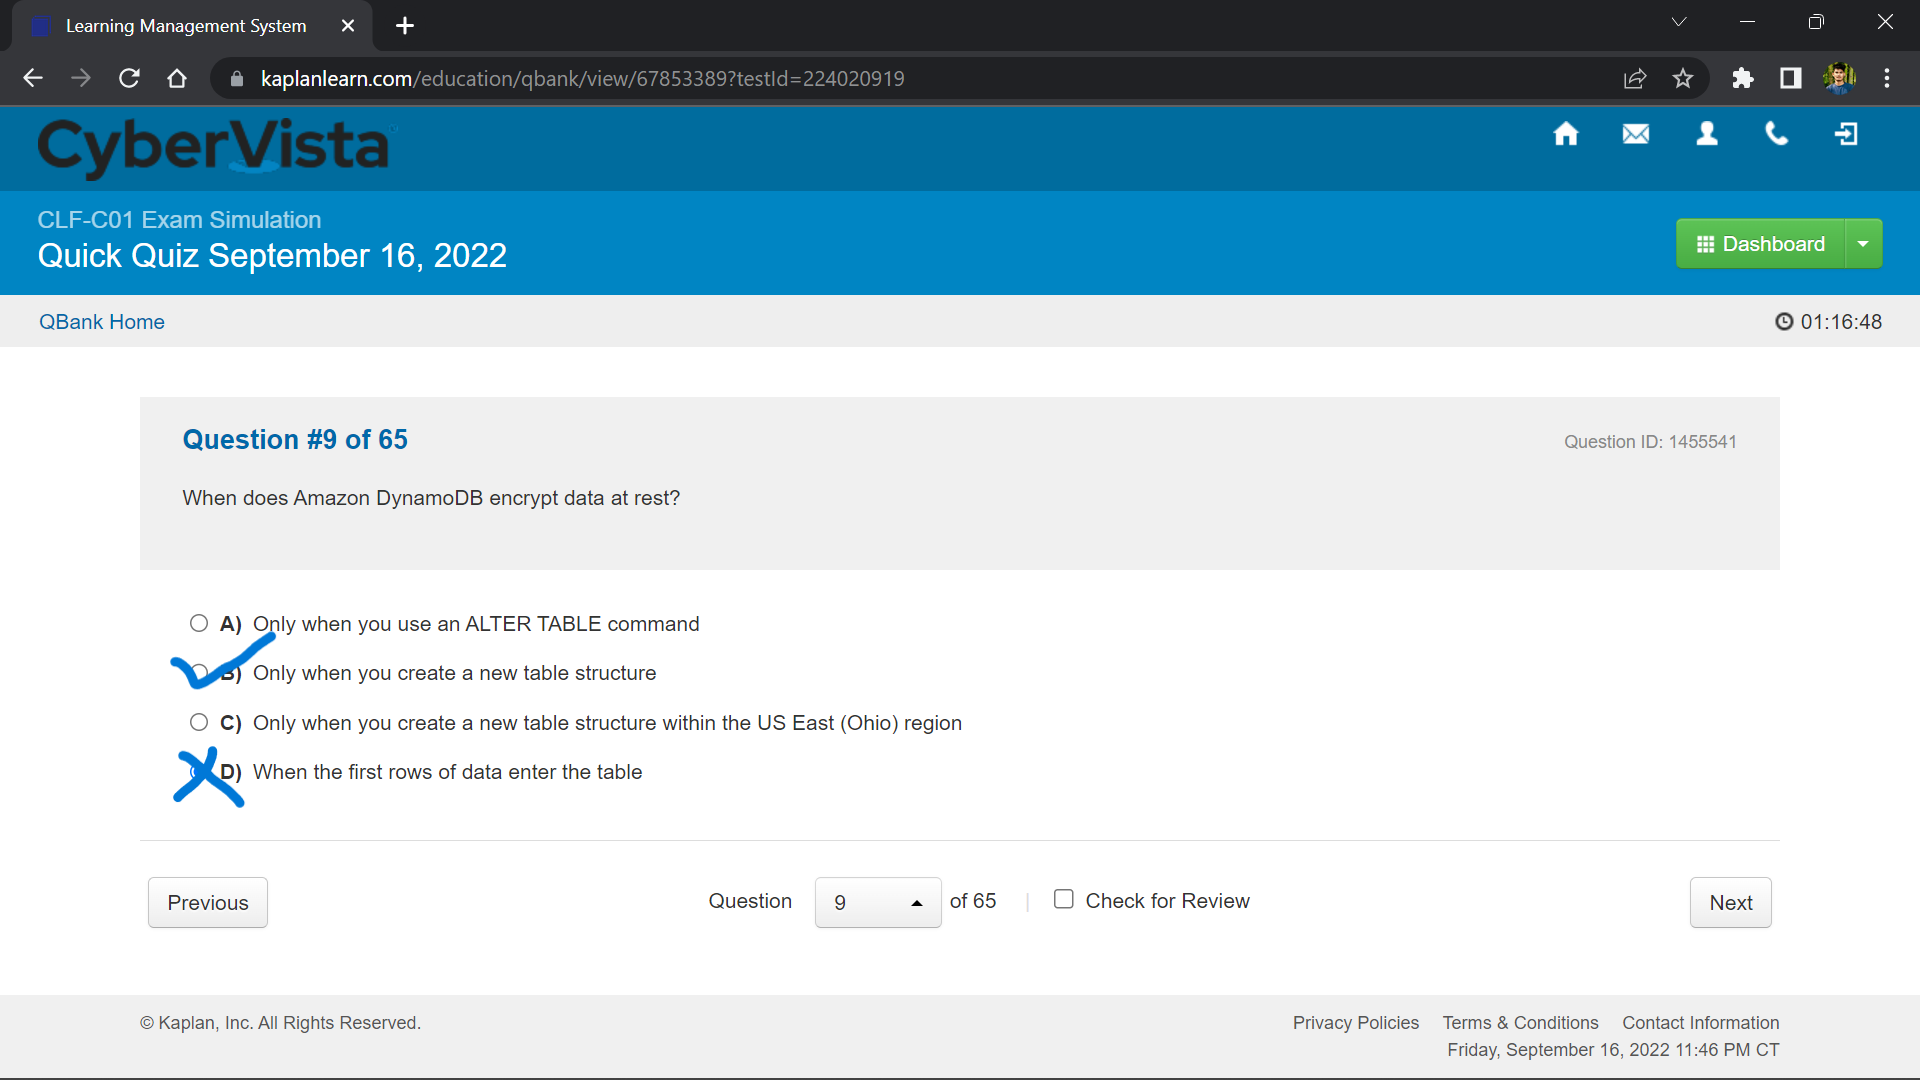 Learning Management System
kaplanlearn.com/education/qbank/view/67853389?testId=224020919
CyberVista
CLF-C01 Exam Simulation
Quick Quiz September 16, 2022
Dashboard
QBank Home
01:16:48
Question #9 of 65
Question ID: 1455541
When does Amazon DynamoDB encrypt data at rest?
A) Only when you use an ALTER TABLE command
B) Only when you create a new table structure
C) Only when you create a new table structure within the US East (Ohio) region
D) When the first rows of data enter the table
Previous
Question 9 of 65 | Check for Review
Next
© Kaplan, Inc. All Rights Reserved.
Privacy Policies Terms & Conditions Contact Information
Friday, September 16, 2022 11:46 PM CT